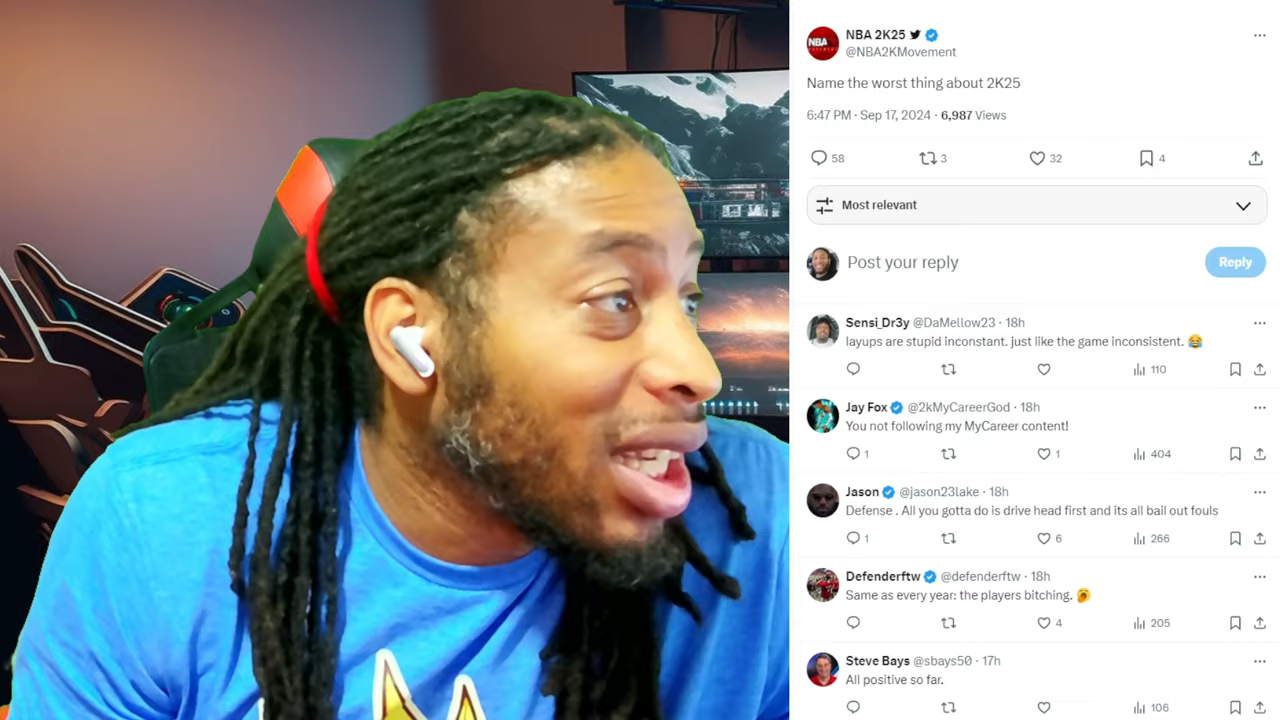 NBA 2K25
@NBA2KMovement
Name the worst thing about 2K25
6:47 PM · Sep 17, 2024 · 6,987 Views
58 3 32 4
Most relevant
Post your reply Reply
Sensi_Dr3y @DaMellow23 · 18h
layups are stupid inconstant. just like the game inconsistent. 😂
110
Jay Fox @2kMyCareerGod · 18h
You not following my MyCareer content!
1 1 404
Jason @jason23lake · 18h
Defense . All you gotta do is drive head first and its all bail out fouls
1 6 266
Defenderftw @defenderftw · 18h
Same as every year: the players bitching.
4 205
Steve Bays @sbays50 · 17h
All positive so far.
106